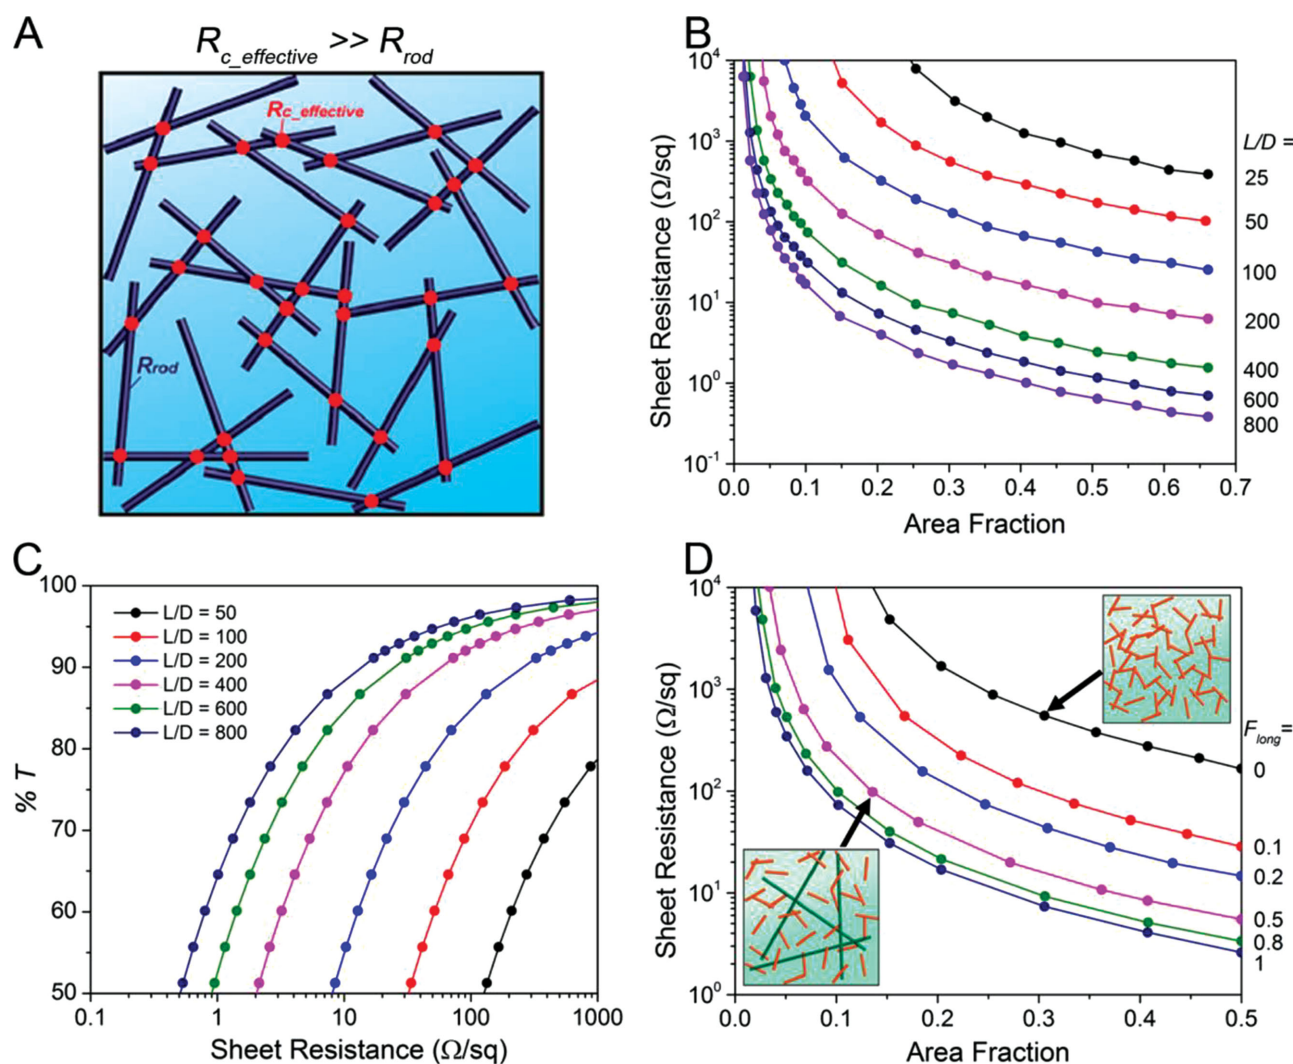 A
R_c_effective >> R_rod
Rc_effective
Rrod
B
10^4
10^3
10^2
10^1
10^0
10^-1
Sheet Resistance (Ω/sq)
0.0 0.1 0.2 0.3 0.4 0.5 0.6 0.7
Area Fraction
L/D =
25
50
100
200
400
600
800
C
100
90
80
70
60
50
% T
L/D = 50
L/D = 100
L/D = 200
L/D = 400
L/D = 600
L/D = 800
0.1 1 10 100 1000
Sheet Resistance (Ω/sq)
D
10^4
10^3
10^2
10^1
10^0
Sheet Resistance (Ω/sq)
0.0 0.1 0.2 0.3 0.4 0.5
Area Fraction
F_long =
0
0.1
0.2
0.5
0.8
1